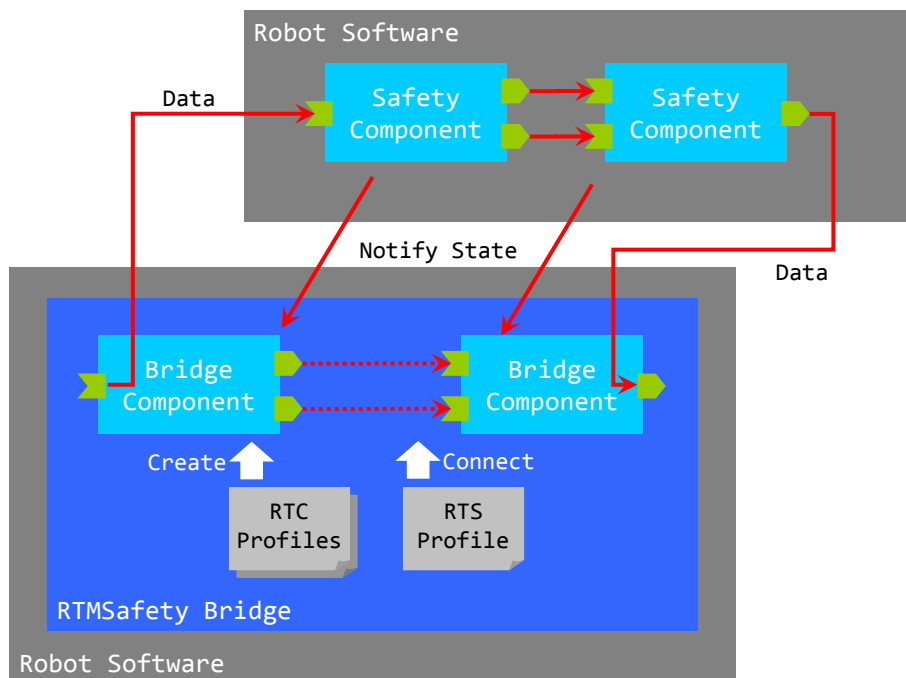 Robot Software
Data
Safety
Component
Safety
Component
Notify State
Data
Bridge
Component
Bridge
Component
Create
Connect
RTC
Profiles
RTS
Profile
RTMSafety Bridge
Robot Software